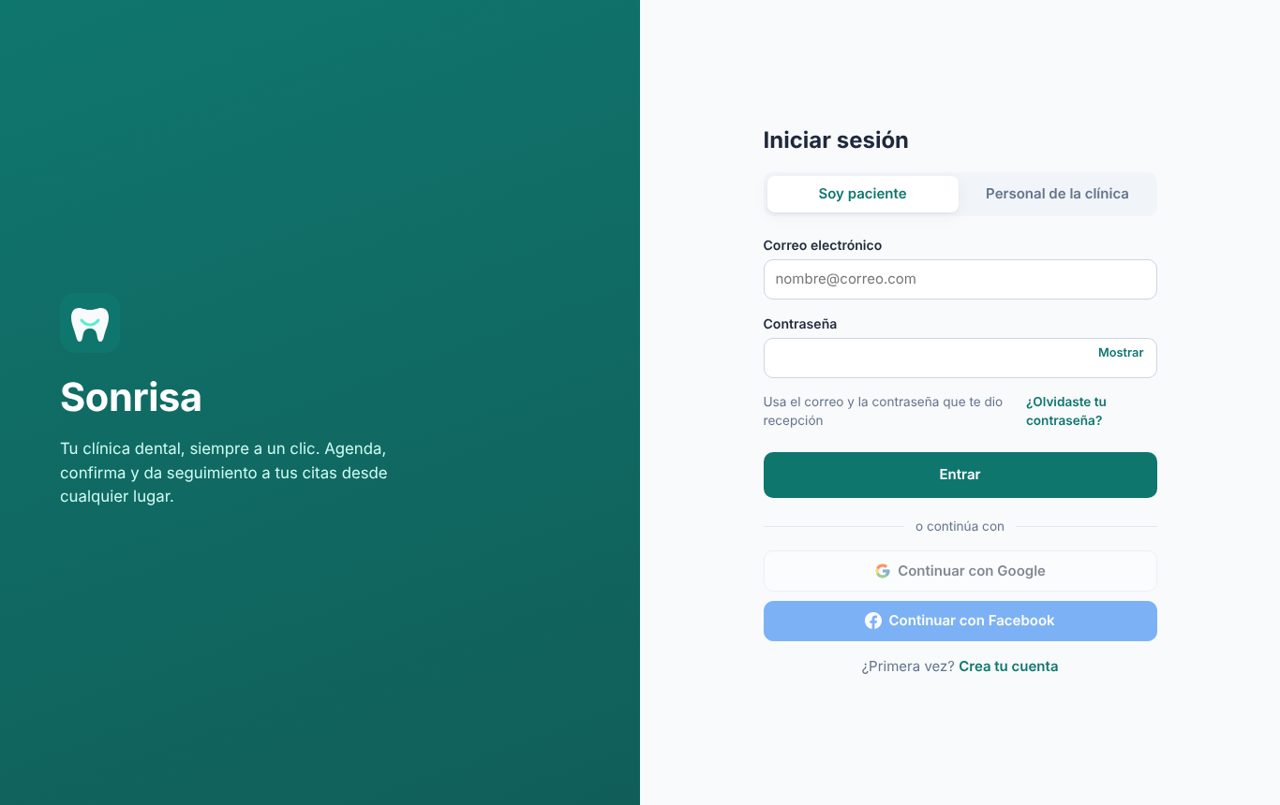 Sonrisa
Tu clínica dental, siempre a un clic. Agenda,
confirma y da seguimiento a tus citas desde
cualquier lugar.
Iniciar sesión
Soy paciente
Personal de la clínica
Correo electrónico
nombre@correo.com
Contraseña
Mostrar
Usa el correo y la contraseña que te dio
recepción
¿Olvidaste tu
contraseña?
Entrar
o continúa con
Continuar con Google
Continuar con Facebook
¿Primera vez? Crea tu cuenta